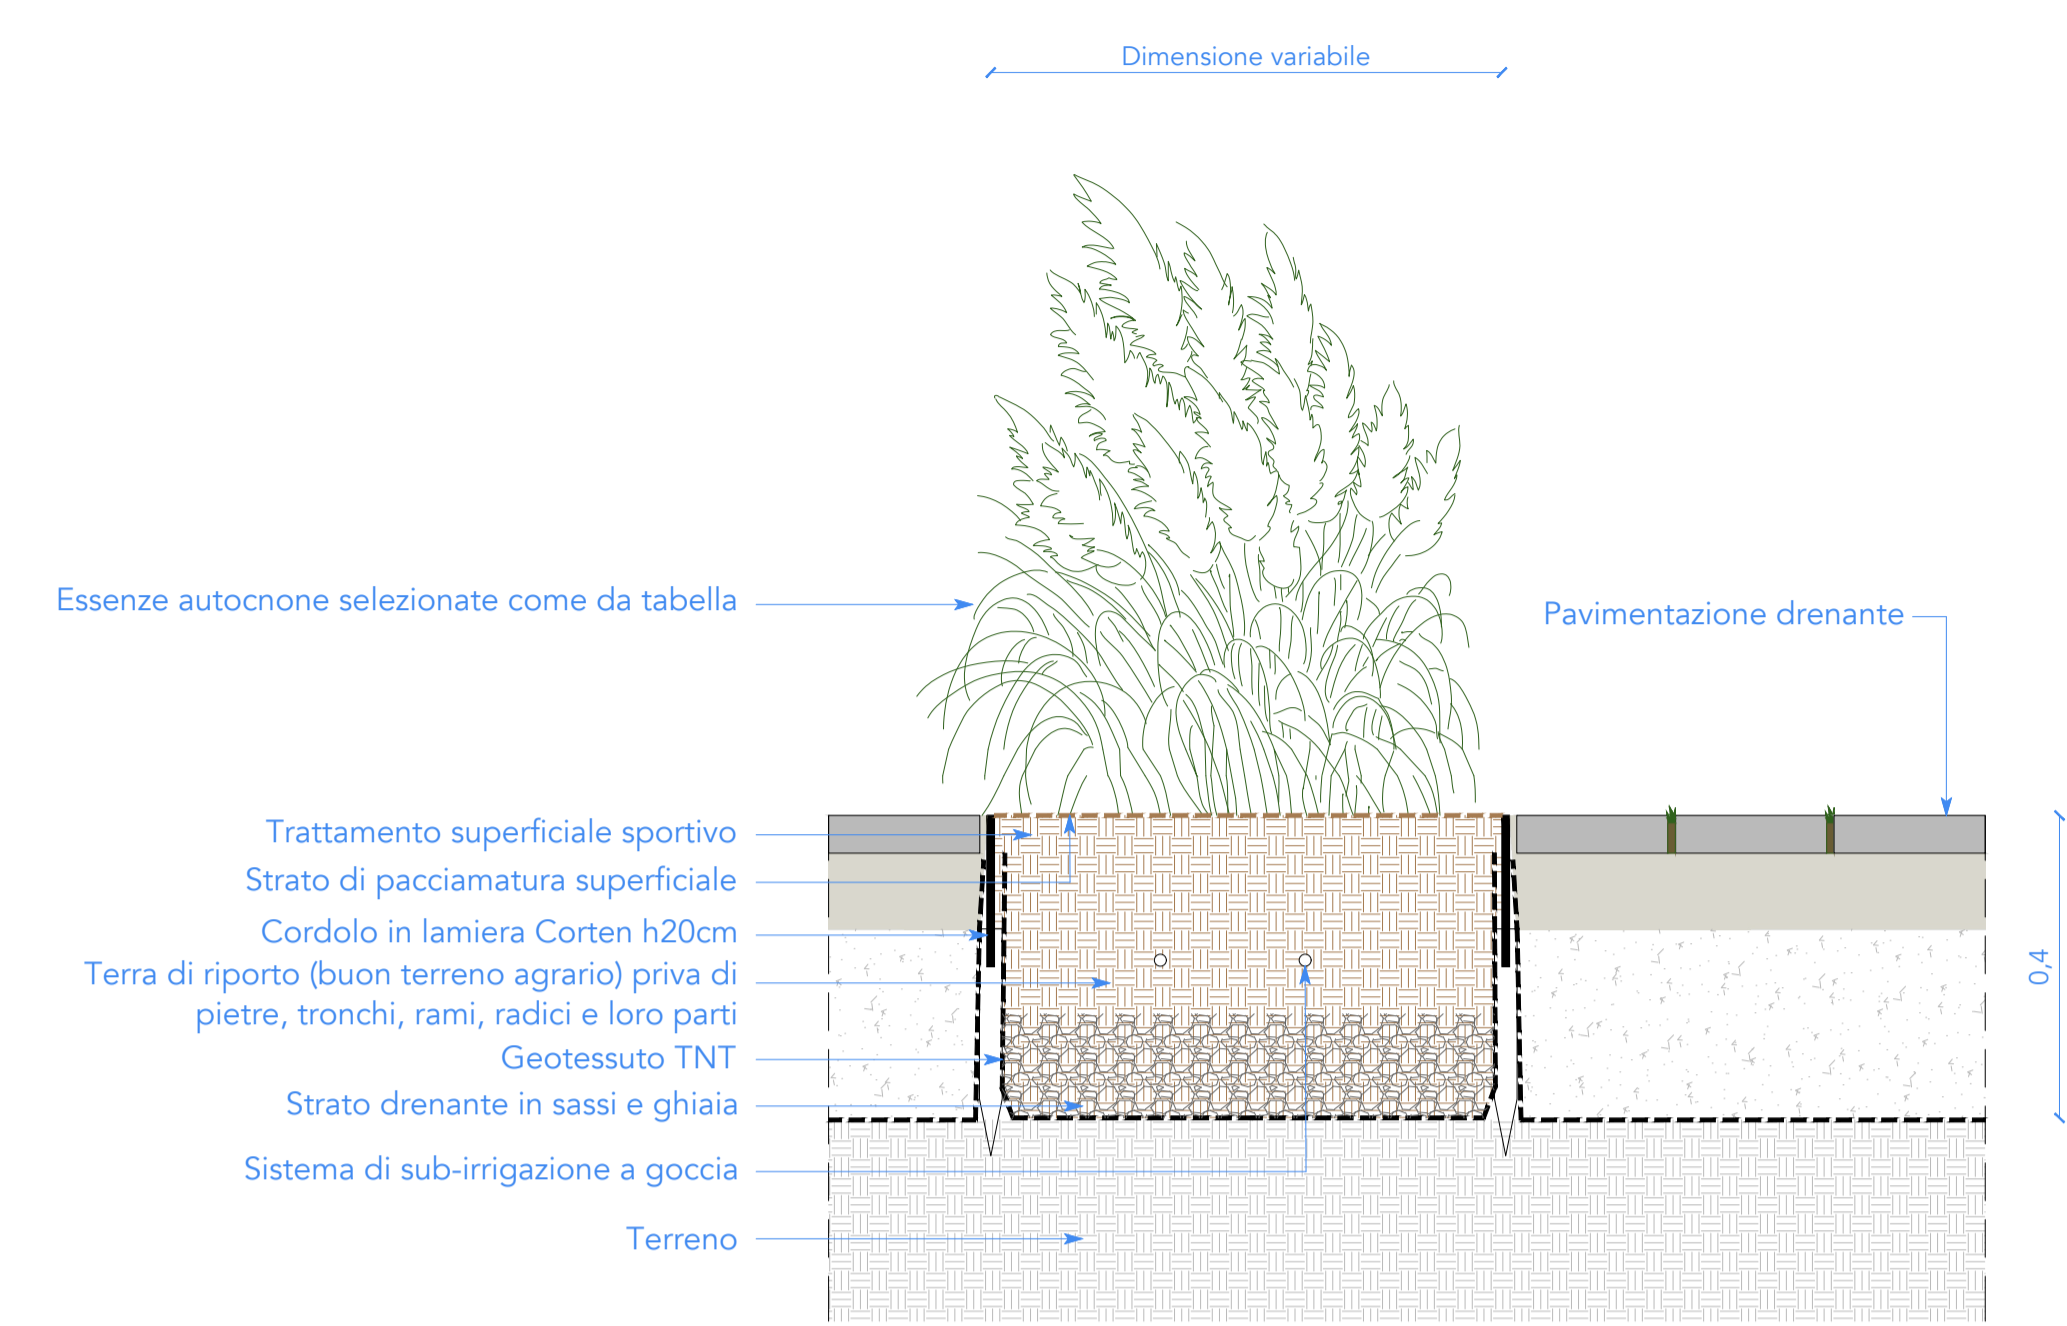 Dimensione variabile
Essenze autocnone selezionate come da tabella
Pavimentazione drenante
Trattamento superficiale sportivo
Strato di pacciamatura superficiale
Cordolo in lamiera Corten h20cm
Terra di riporto (buon terreno agrario) priva di
pietre, tronchi, rami, radici e loro parti
Geotessuto TNT
Strato drenante in sassi e ghiaia
Sistema di sub-irrigazione a goccia
Terreno
0,4